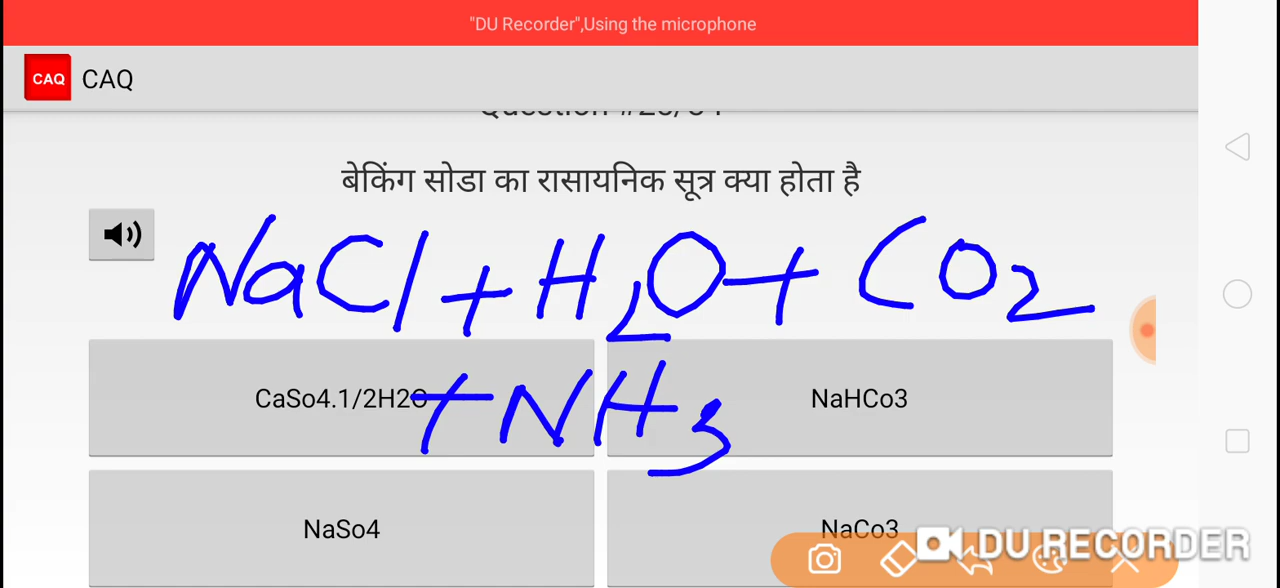 "DU Recorder",Using the microphone
CAQ CAQ
बेकिंग सोडा का रासायनिक सूत्र क्या होता है
NaCl+H2O+CO2
+NH3
CaSo4.1/2H2O
NaHCo3
NaSo4
NaCo3
DU RECORDER